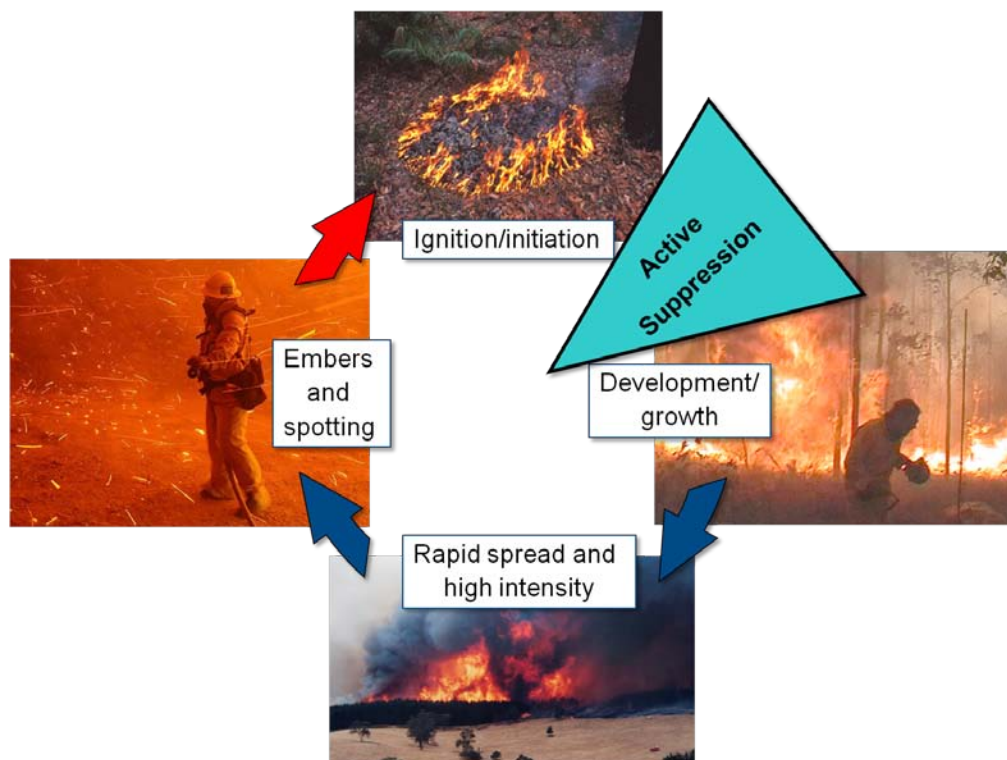 Ignition/initiation
Active
Suppression
Development/
growth
Rapid spread and
high intensity
Embers
and
spotting